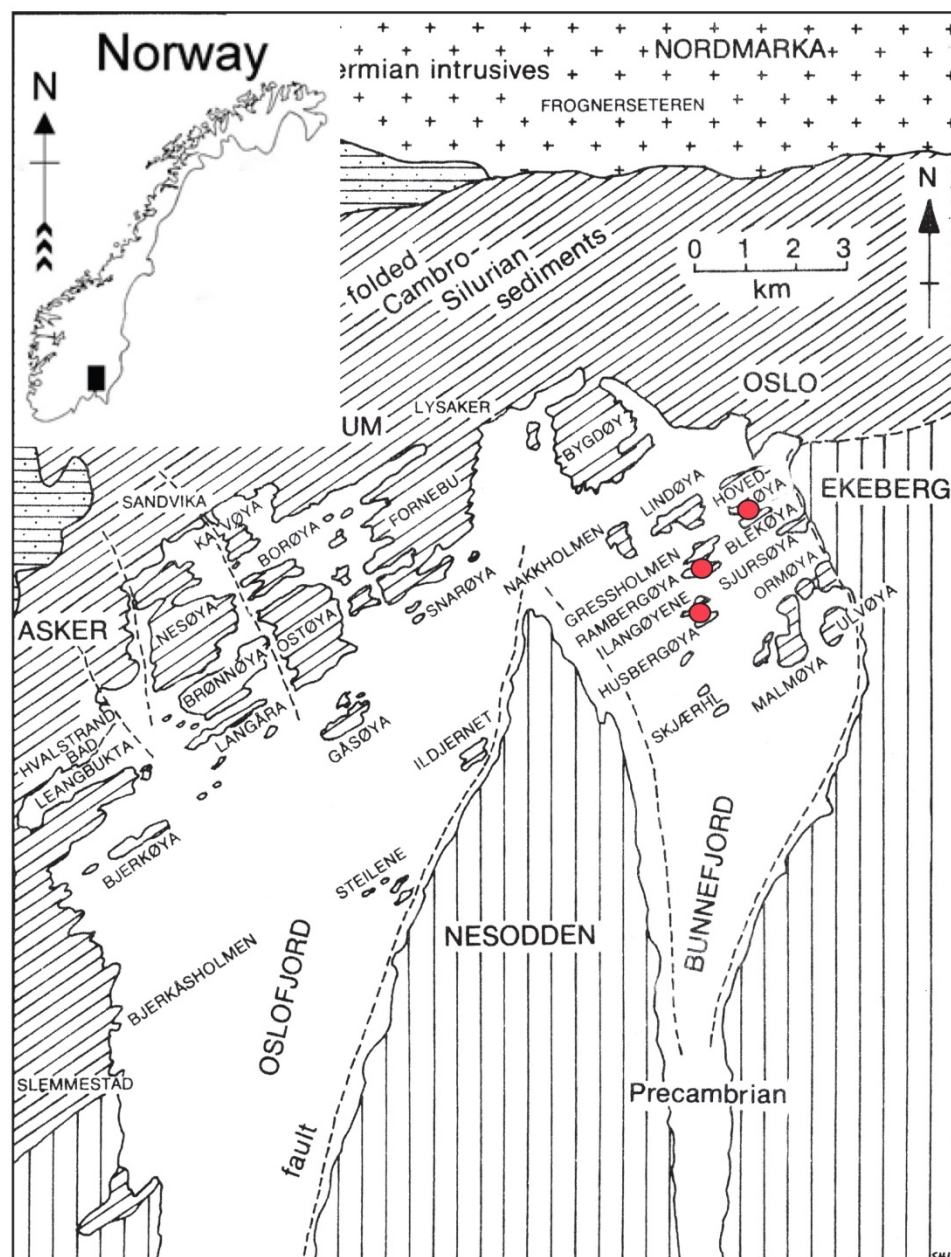 Norway
N
ermian intrusives
NORDMARKA
FROGNERSETEREN
N
0 1 2 3
km
folded
Cambro-
Silurian
sediments
OSLO
LYSAKER
UM
BYGDØY
EKEBERG
SANDVIKA
KALVØYA
BORØYA
FORNEBU
LINDØYA
HOVED-
ØYA
NAKKHOLMEN
BLEKØYA
SJURSØYA
GRESSHOLMEN
RAMBERGØYA
ORMØYA
SNARØYA
ILANGØYENE
ULVØYA
ASKER
NESØYA
OSTØYA
HUSBERGØYA
BRØNNØYA
MALMØYA
SKJÆRHL
LANGÅRA
GÅSØYA
ILDJERNET
HVALSTRAND
BAD
LEANGBUKTA
BJERKØYA
STEILENE
BUNNEFJORD
NESODDEN
BJERKÅSHOLMEN
OSLOFJORD
SLEMMESTAD
Precambrian
fault